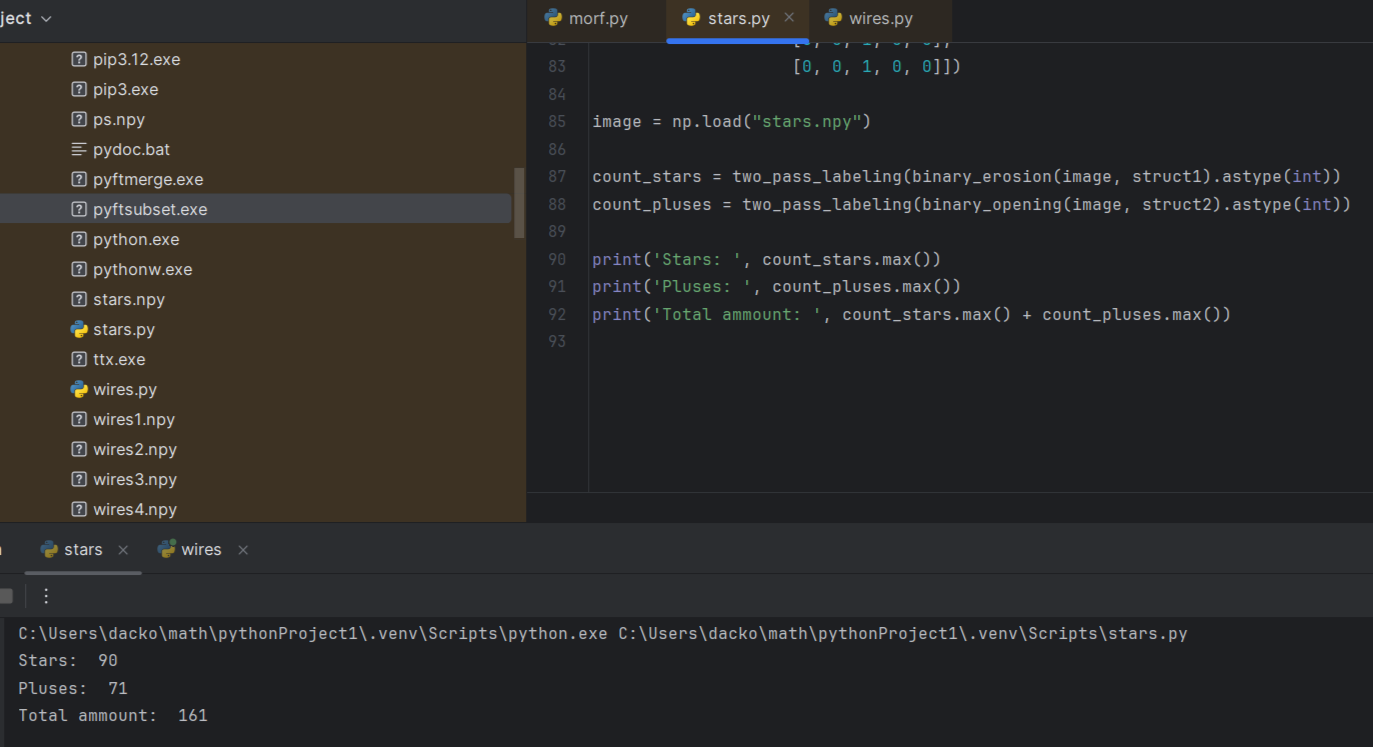 ject
pip3.12.exe
pip3.exe
ps.npy
pydoc.bat
pyftmerge.exe
pyftsubset.exe
python.exe
pythonw.exe
stars.npy
stars.py
ttx.exe
wires.py
wires1.npy
wires2.npy
wires3.npy
wires4.npy
morf.py
stars.py
wires.py
83 [0, 0, 1, 0, 0]])
84
85 image = np.load("stars.npy")
86
87 count_stars = two_pass_labeling(binary_erosion(image, struct1).astype(int))
88 count_pluses = two_pass_labeling(binary_opening(image, struct2).astype(int))
89
90 print('Stars: ', count_stars.max())
91 print('Pluses: ', count_pluses.max())
92 print('Total ammount: ', count_stars.max() + count_pluses.max())
93
stars
wires
C:\Users\dacko\math\pythonProject1\.venv\Scripts\python.exe C:\Users\dacko\math\pythonProject1\.venv\Scripts\stars.py
Stars:  90
Pluses:  71
Total ammount:  161